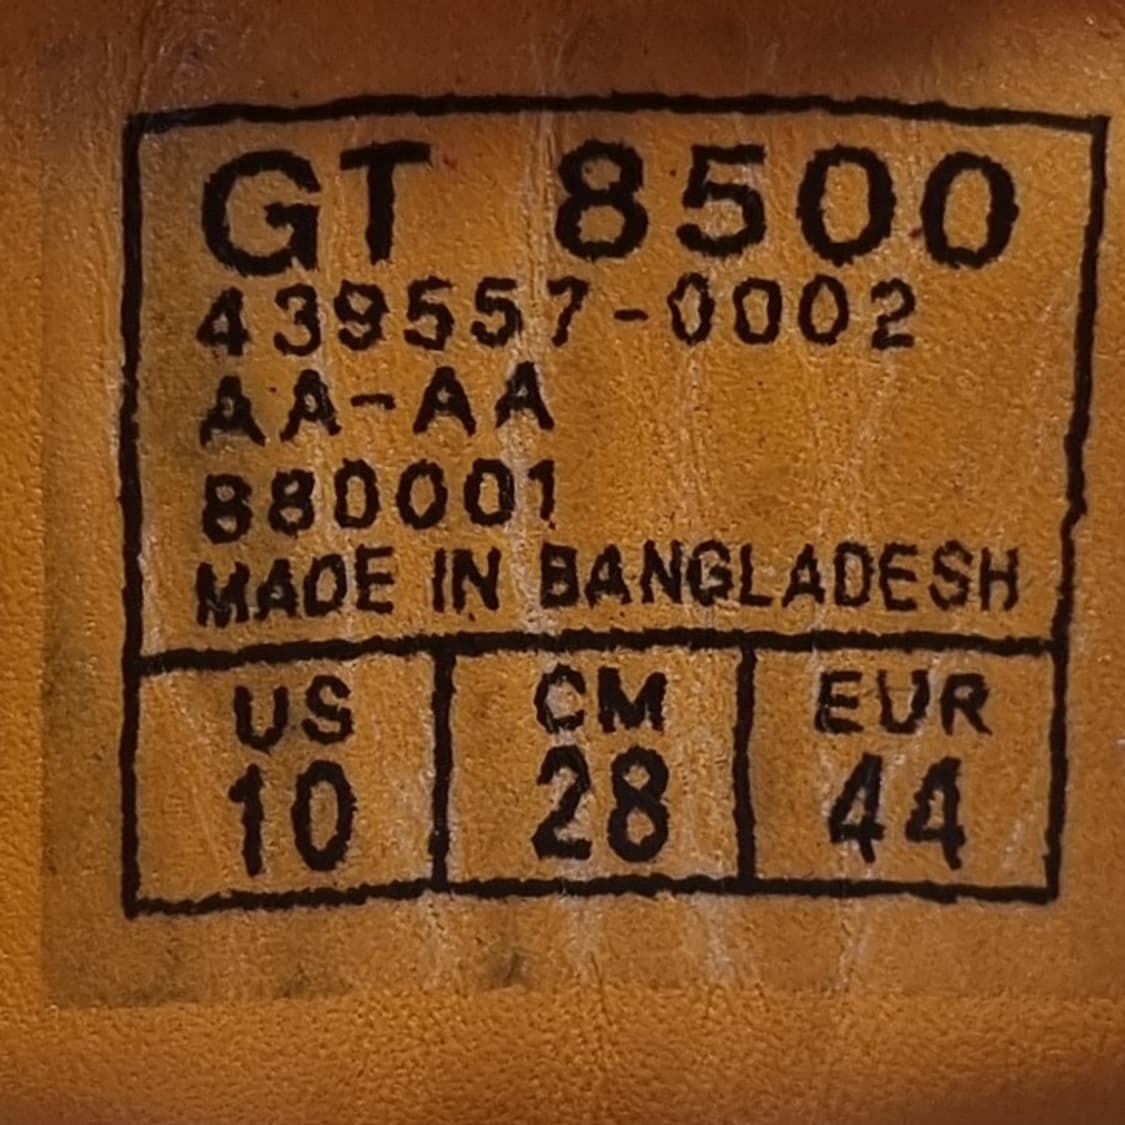 GT 8500
439557-0002
AA-AA
880001
MADE IN BANGLADESH
US CM EUR
10 28 44